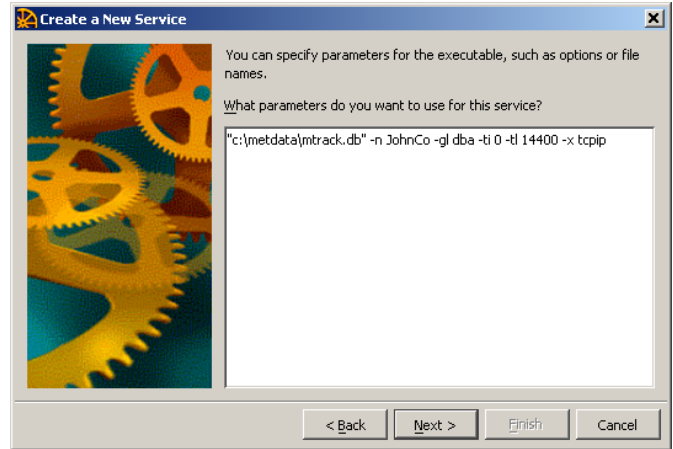 Create a New Service
You can specify parameters for the executable, such as options or file
names.
What parameters do you want to use for this service?
"c:\metdata\mtrack.db" -n JohnCo -gl dba -ti 0 -tl 14400 -x tcpip
< Back
Next >
Finish
Cancel